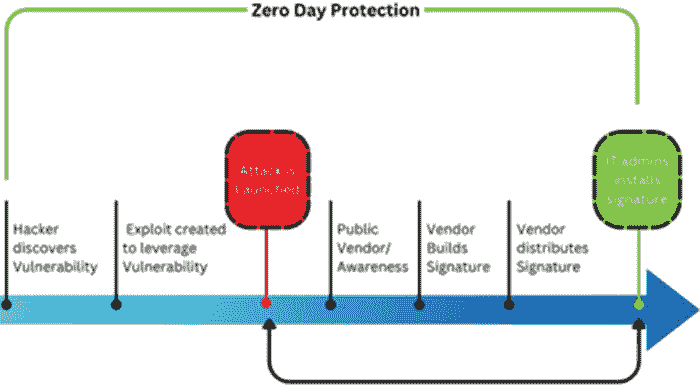 Zero Day Protection
Attack is
Launched
IT admins
installs
signature
Hacker
discovers
Vulnerability
Exploit created
to leverage
Vulnerability
Public
Vendor/
Awareness
Vendor
Builds
Signature
Vendor
distributes
Signature